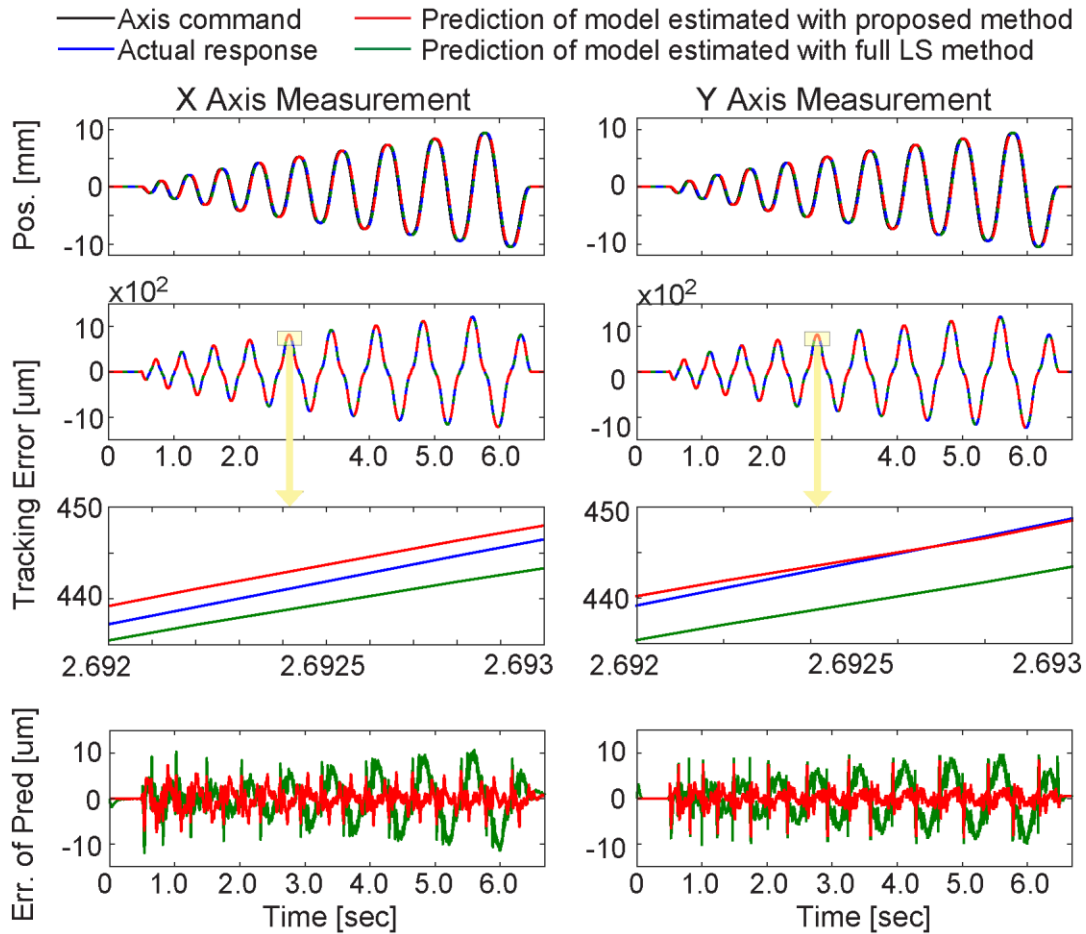 Axis command
Prediction of model estimated with proposed method
Actual response
Prediction of model estimated with full LS method
X Axis Measurement
Y Axis Measurement
Pos. [mm]
10
0
-10
10
0
-10
Tracking Error [um]
x10²
10
0
-10
0 1.0 2.0 3.0 4.0 5.0 6.0
x10²
10
0
-10
0 1.0 2.0 3.0 4.0 5.0 6.0
450
440
2.692 2.6925 2.693
450
440
2.692 2.6925 2.693
Err. of Pred [um]
10
0
-10
0 1.0 2.0 3.0 4.0 5.0 6.0
Time [sec]
10
0
-10
0 1.0 2.0 3.0 4.0 5.0 6.0
Time [sec]